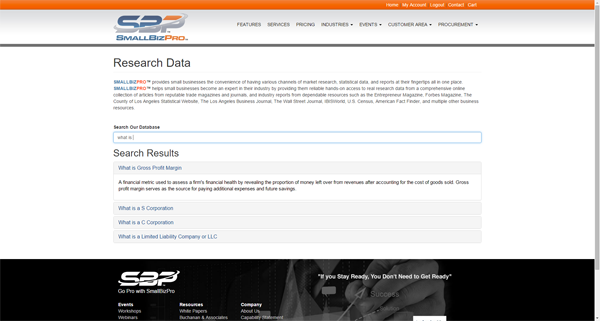 Home My Account Logout Contact Cart
SBP
SMALLBIZPRO™
FEATURES SERVICES PRICING INDUSTRIES EVENTS CUSTOMER AREA PROCUREMENT
Research Data
SMALLBIZPRO™ provides small businesses the convenience of having various channels of market research, statistical data, and reports at their fingertips all in one place.
SMALLBIZPRO™ helps small businesses become an expert in their industry by providing them reliable hands-on access to real research data from a comprehensive online
collection of articles from reputable trade magazines and journals, and industry reports from dependable resources such as the Entrepreneur Magazine, Forbes Magazine, The
County of Los Angeles Statistical Website, The Los Angeles Business Journal, The Wall Street Journal, IBISWorld, U.S. Census, American Fact Finder, and multiple other business
resources.
Search Our Database
what is
Search Results
What is Gross Profit Margin
A financial metric used to assess a firm's financial health by revealing the proportion of money left over from revenues after accounting for the cost of goods sold. Gross
profit margin serves as the source for paying additional expenses and future savings.
What is a S Corporation
What is a C Corporation
What is a Limited Liability Company or LLC
SBP
Go Pro with SmallBizPro
"If you Stay Ready, You Don't Need to Get Ready"
Success
Events Resources Company
Workshops White Papers About Us
Webinars Buchanan & Associates Capability Statement